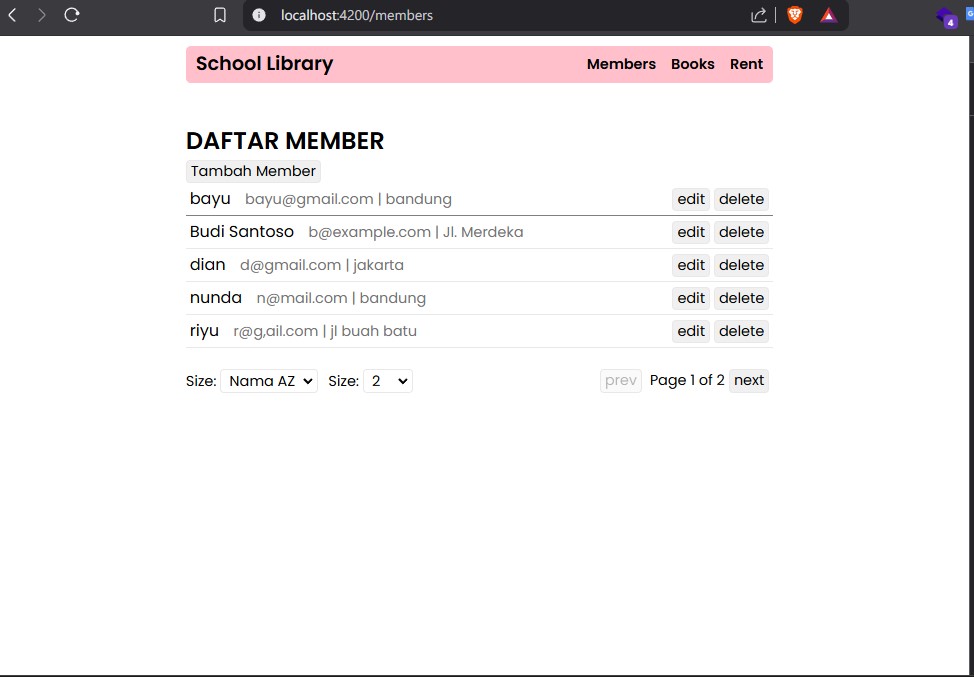 localhost:4200/members
4
School Library Members Books Rent
DAFTAR MEMBER
Tambah Member
bayu bayu@gmail.com | bandung edit delete
Budi Santoso b@example.com | Jl. Merdeka edit delete
dian d@gmail.com | jakarta edit delete
nunda n@mail.com | bandung edit delete
riyu r@g,ail.com | jl buah batu edit delete
Size: Nama AZ Size: 2 prev Page 1 of 2 next